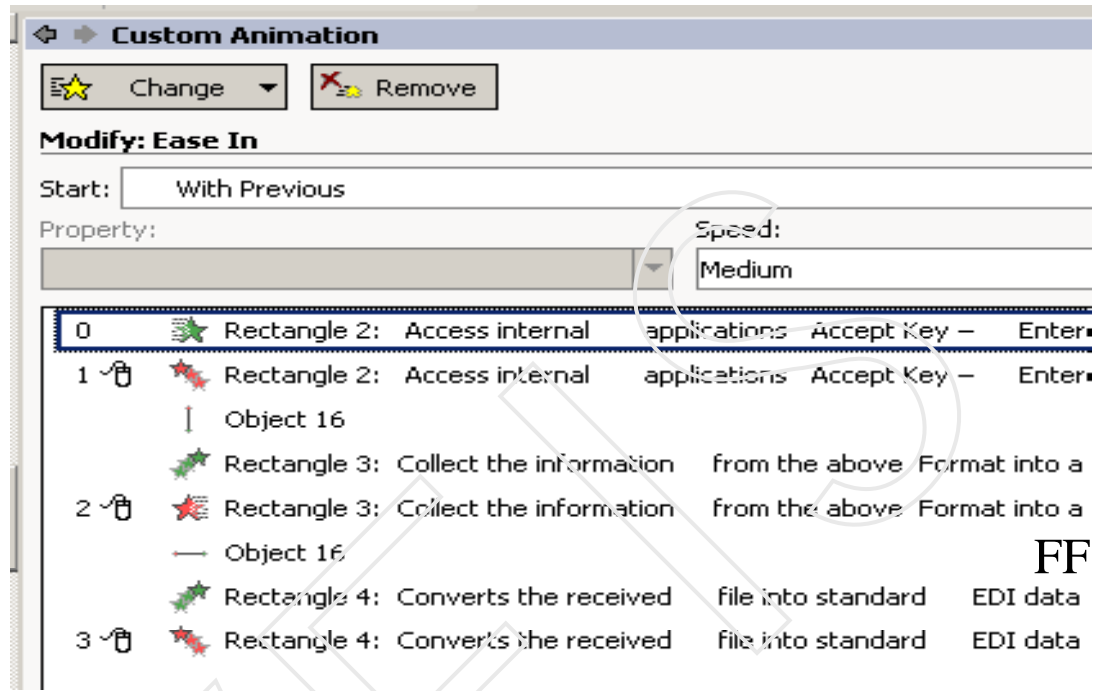 Custom Animation
Change Remove
Modify: Ease In
Start: With Previous
Property: Speed:
Medium
0 Rectangle 2: Access internal applications Accept Key – Enter
1 Rectangle 2: Access internal applications Accept Key – Enter
Object 16
Rectangle 3: Collect the information from the above Format into a
2 Rectangle 3: Collect the information from the above Format into a
Object 16
FF
Rectangle 4: Converts the received file into standard EDI data
3 Rectangle 4: Converts the received file into standard EDI data